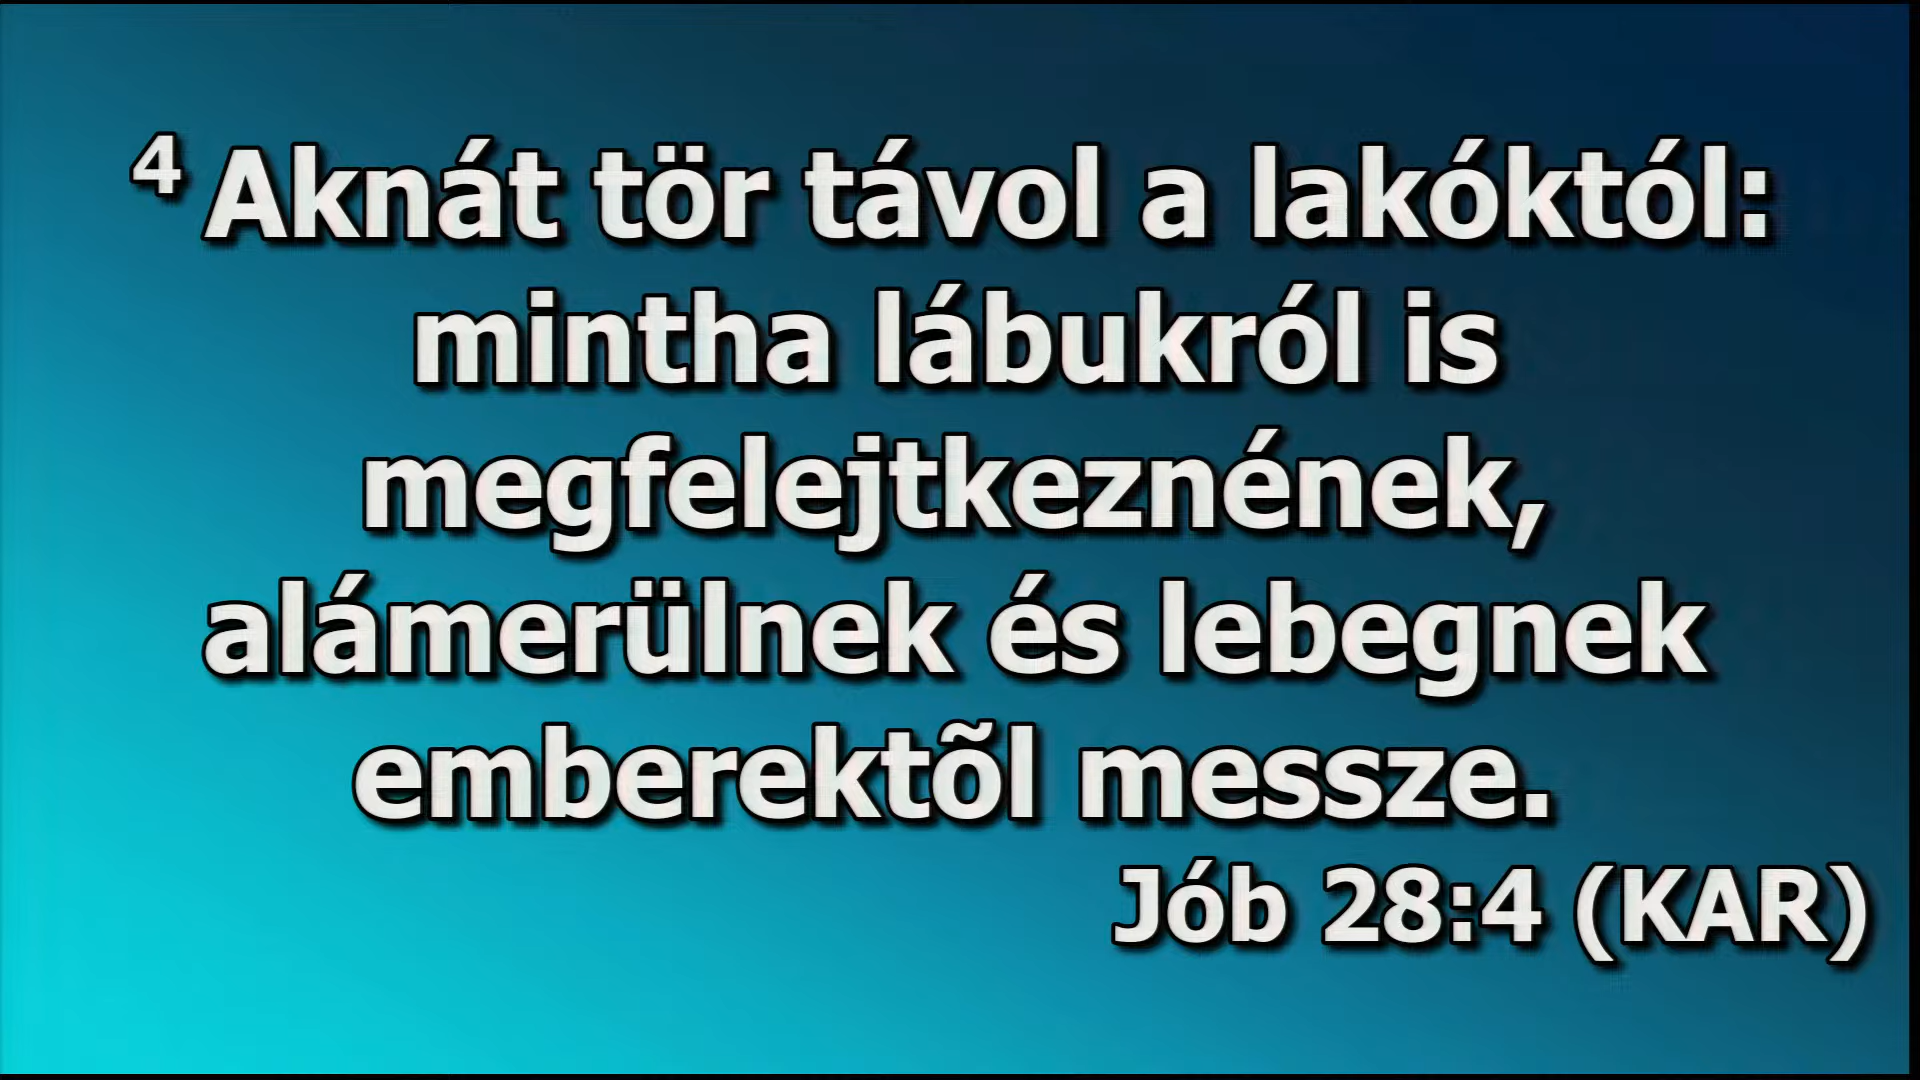 4 Aknát tör távol a lakóktól:
mintha lábukról is
megfelejtkeznének,
alámerülnek és lebegnek
emberektõl messze.
Jób 28:4 (KAR)